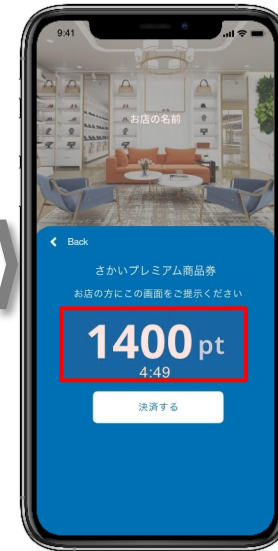 9:41
お店の名前
Back
さかいプレミアム商品券
お店の方にこの画面をご提示ください
1400 pt
4:49
決済する